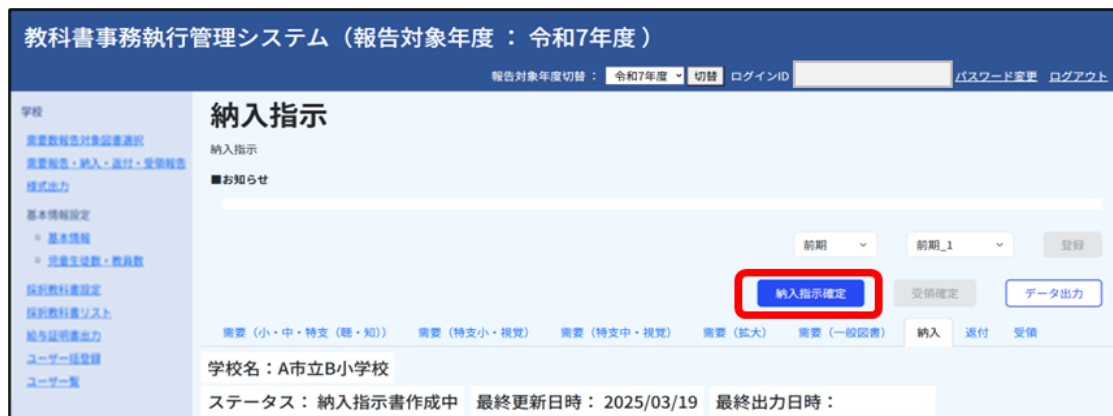 教科書事務執行管理システム（報告対象年度 ： 令和7年度 ）
報告対象年度切替 ： 令和7年度 切替 ログインID パスワード変更 ログアウト
学校
需要数報告対象図書選択
需要報告・納入・返付・受領報告
様式出力
基本情報設定
基本情報
児童生徒数・教員数
採択教科書設定
採択教科書リスト
給与証明書出力
ユーザー括登録
ユーザー覧
納入指示
納入指示
■お知らせ
前期 前期_1 登録
納入指示確定 受領確定 データ出力
需要（小・中・特支（聴・知）） 需要（特支小・視覚） 需要（特支中・視覚） 需要（拡大） 需要（一般図書） 納入 返付 受領
学校名：A市立B小学校
ステータス： 納入指示書作成中 最終更新日時： 2025/03/19 最終出力日時：